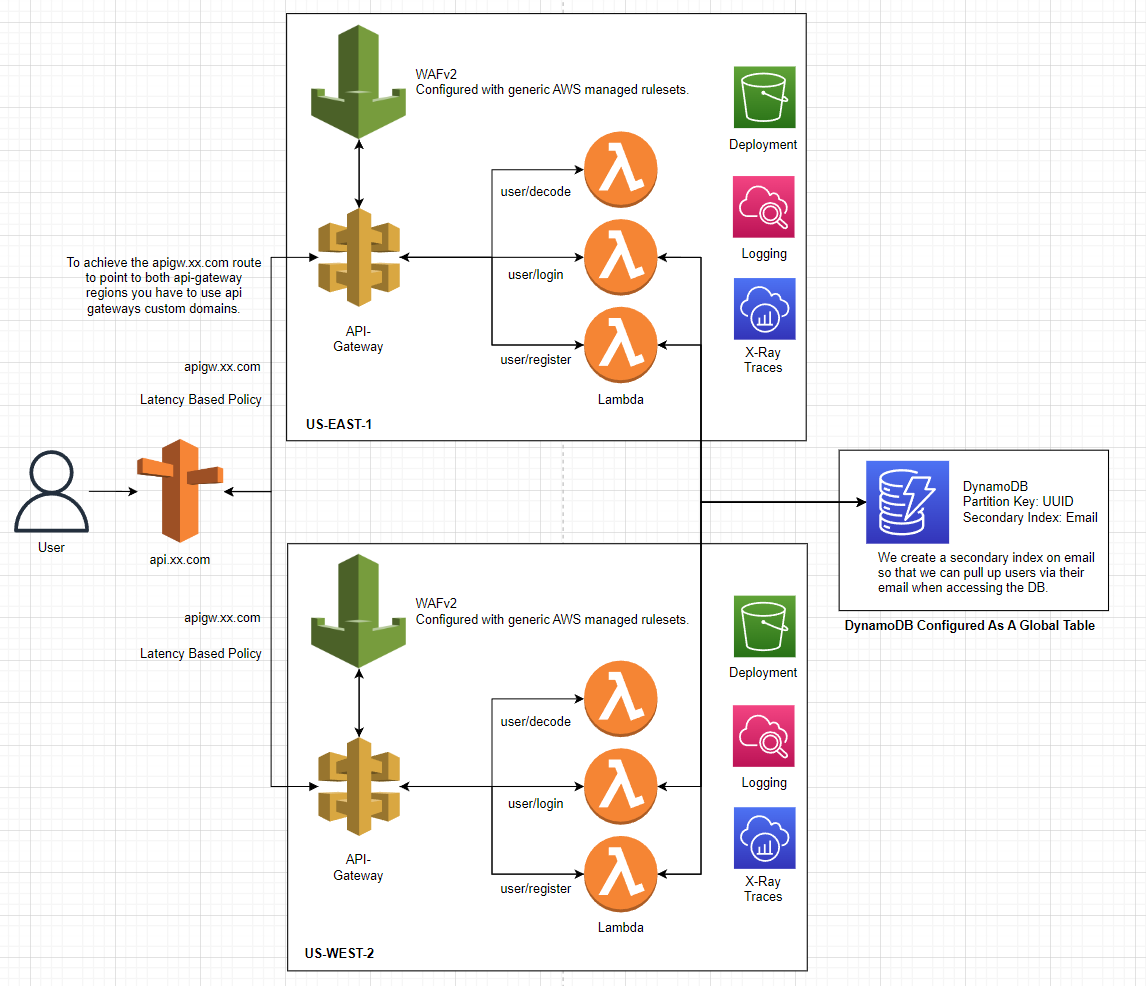 WAFv2
Configured with generic AWS managed rulesets.
Deployment
user/decode
Logging
To achieve the apigw.xx.com route
to point to both api-gateway
regions you have to use api
gateways custom domains.
user/login
API-
Gateway
user/register
X-Ray
Traces
apigw.xx.com
Latency Based Policy
Lambda
US-EAST-1
User
api.xx.com
DynamoDB
Partition Key: UUID
Secondary Index: Email
We create a secondary index on email
so that we can pull up users via their
email when accessing the DB.
DynamoDB Configured As A Global Table
apigw.xx.com
Latency Based Policy
WAFv2
Configured with generic AWS managed rulesets.
Deployment
user/decode
Logging
user/login
API-
Gateway
user/register
X-Ray
Traces
Lambda
US-WEST-2